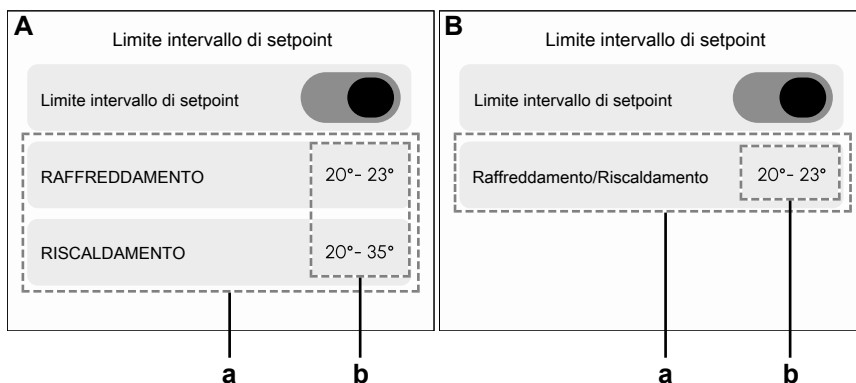 A
Limite intervallo di setpoint
Limite intervallo di setpoint
RAFFREDDAMENTO 20°- 23°
RISCALDAMENTO 20°- 35°
a b
B
Limite intervallo di setpoint
Limite intervallo di setpoint
Raffreddamento/Riscaldamento 20°- 23°
a b